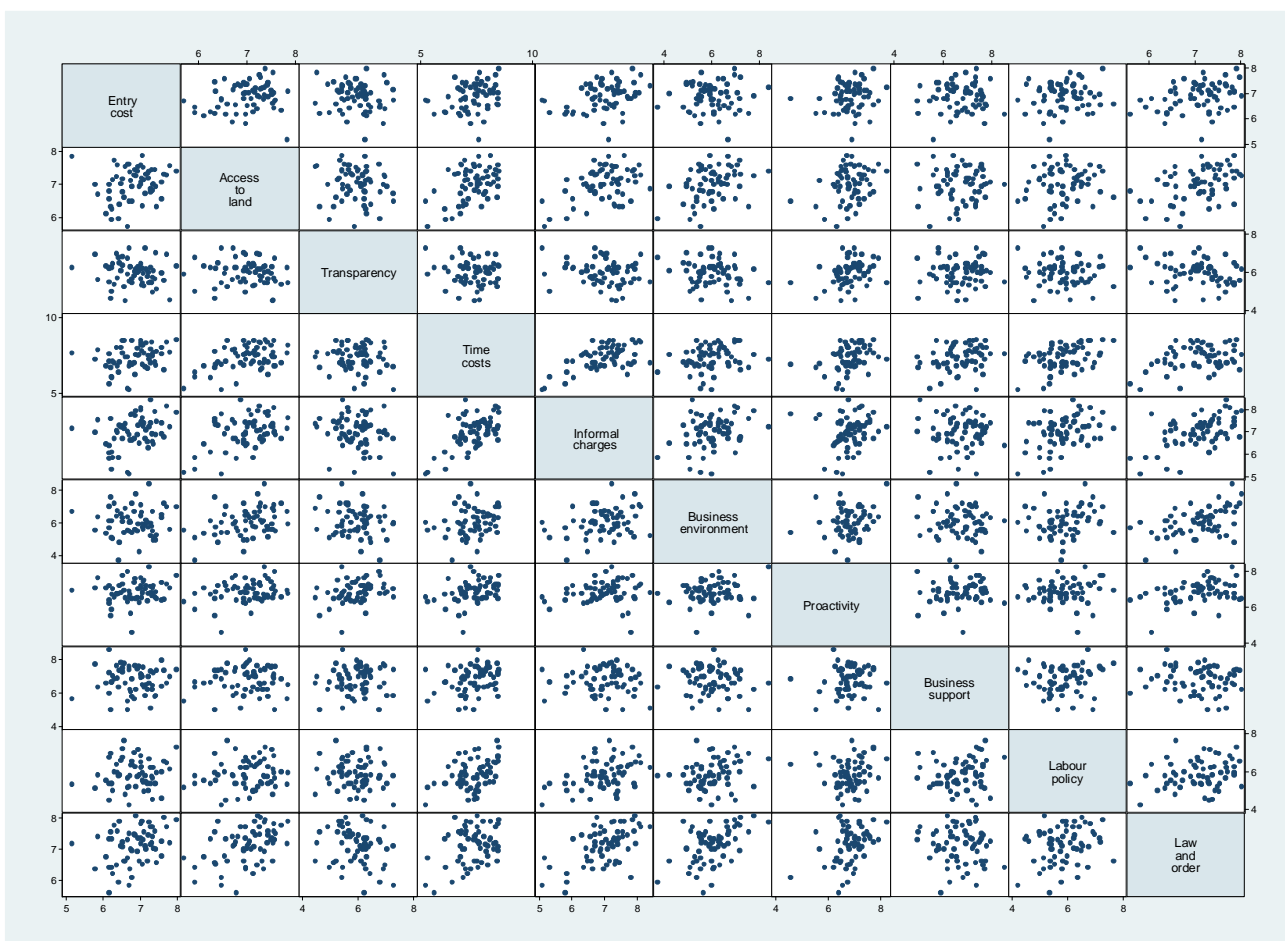 6 7 8 5 10 4 6 8 4 6 8 6 7 8
Entry
cost
8
7
6
5
8
7
6
Access
to
land
Transparency
8
6
4
10
5
Time
costs
Informal
charges
8
7
6
5
8
6
4
Business
environment
Proactivity
8
6
4
8
6
4
Business
support
Labour
policy
8
6
4
8
7
6
Law
and
order
5 6 7 8 4 6 8 5 6 7 8 4 6 8 4 6 8